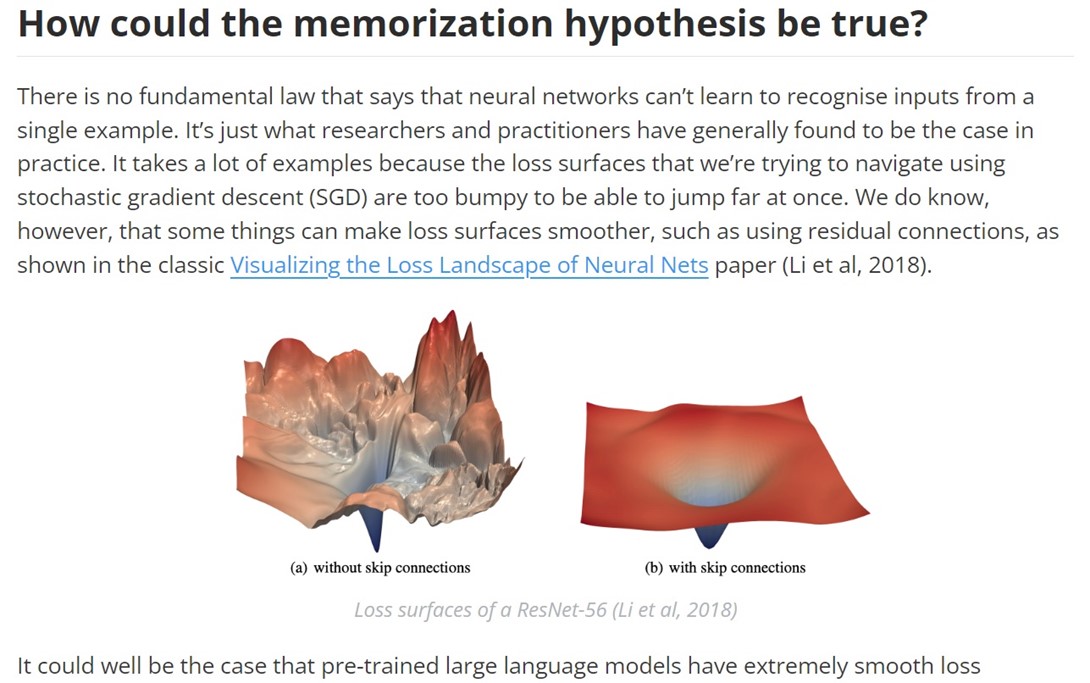 How could the memorization hypothesis be true?
There is no fundamental law that says that neural networks can’t learn to recognise inputs from a
single example. It’s just what researchers and practitioners have generally found to be the case in
practice. It takes a lot of examples because the loss surfaces that we’re trying to navigate using
stochastic gradient descent (SGD) are too bumpy to be able to jump far at once. We do know,
however, that some things can make loss surfaces smoother, such as using residual connections, as
shown in the classic Visualizing the Loss Landscape of Neural Nets paper (Li et al, 2018).
(a) without skip connections
(b) with skip connections
Loss surfaces of a ResNet-56 (Li et al, 2018)
It could well be the case that pre-trained large language models have extremely smooth loss